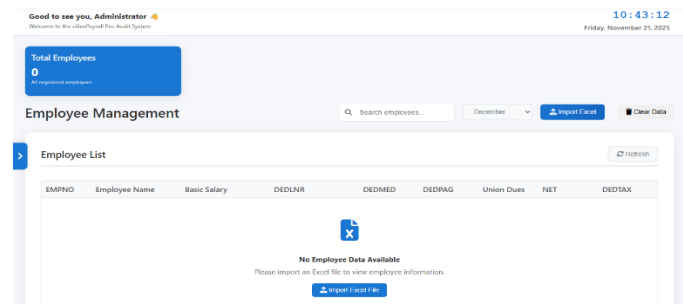 Good to see you, Administrator 👋
Welcome to the eGovPayroll Pre-Audit System
10:43:12
Friday, November 21, 2025
Total Employees
0
All registered employees
Employee Management
Search employees...
December
Import Excel
Clear Data
Employee List
Refresh
EMPNO Employee Name Basic Salary DEDLNR DEDMED DEDPAG Union Dues NET DEDTAX
No Employee Data Available
Please import an Excel file to view employee information.
Import Excel File